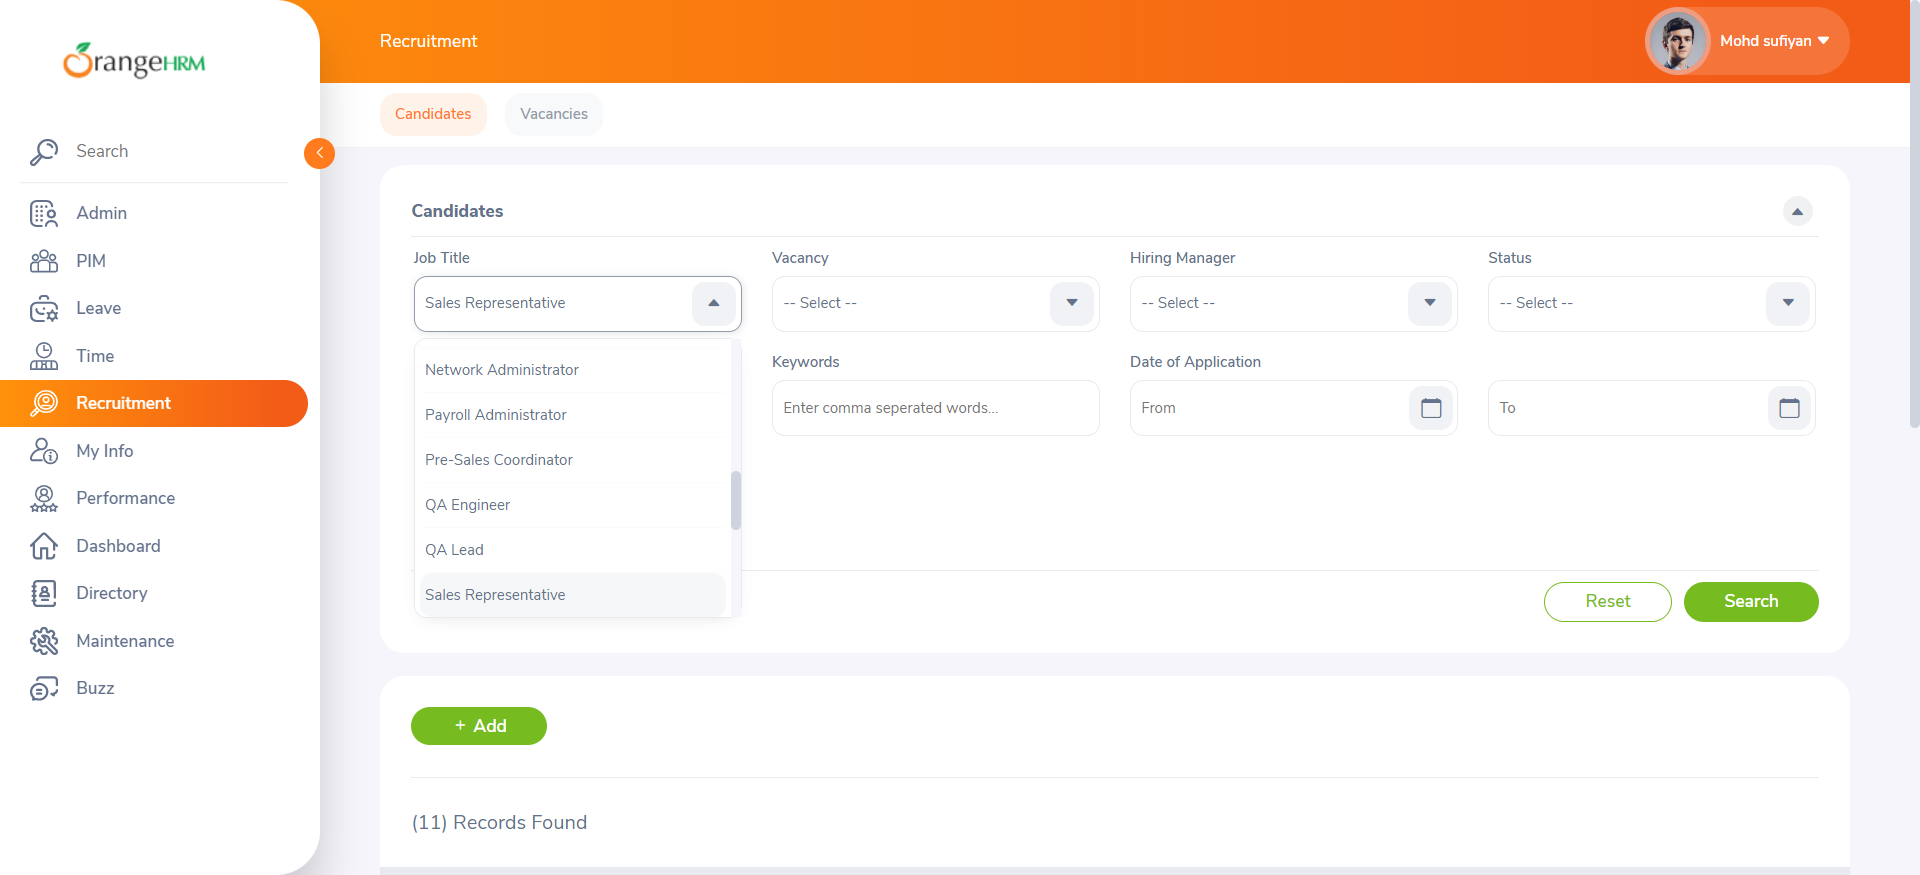 OrangeHRM
Search
Admin
PIM
Leave
Time
Recruitment
My Info
Performance
Dashboard
Directory
Maintenance
Buzz
Recruitment
Mohd sufiyan
Candidates
Vacancies
Candidates
Job Title
Vacancy
Hiring Manager
Status
Sales Representative
-- Select --
-- Select --
-- Select --
Network Administrator
Payroll Administrator
Pre-Sales Coordinator
QA Engineer
QA Lead
Sales Representative
Keywords
Date of Application
Enter comma seperated words...
From
To
Reset
Search
+ Add
(11) Records Found